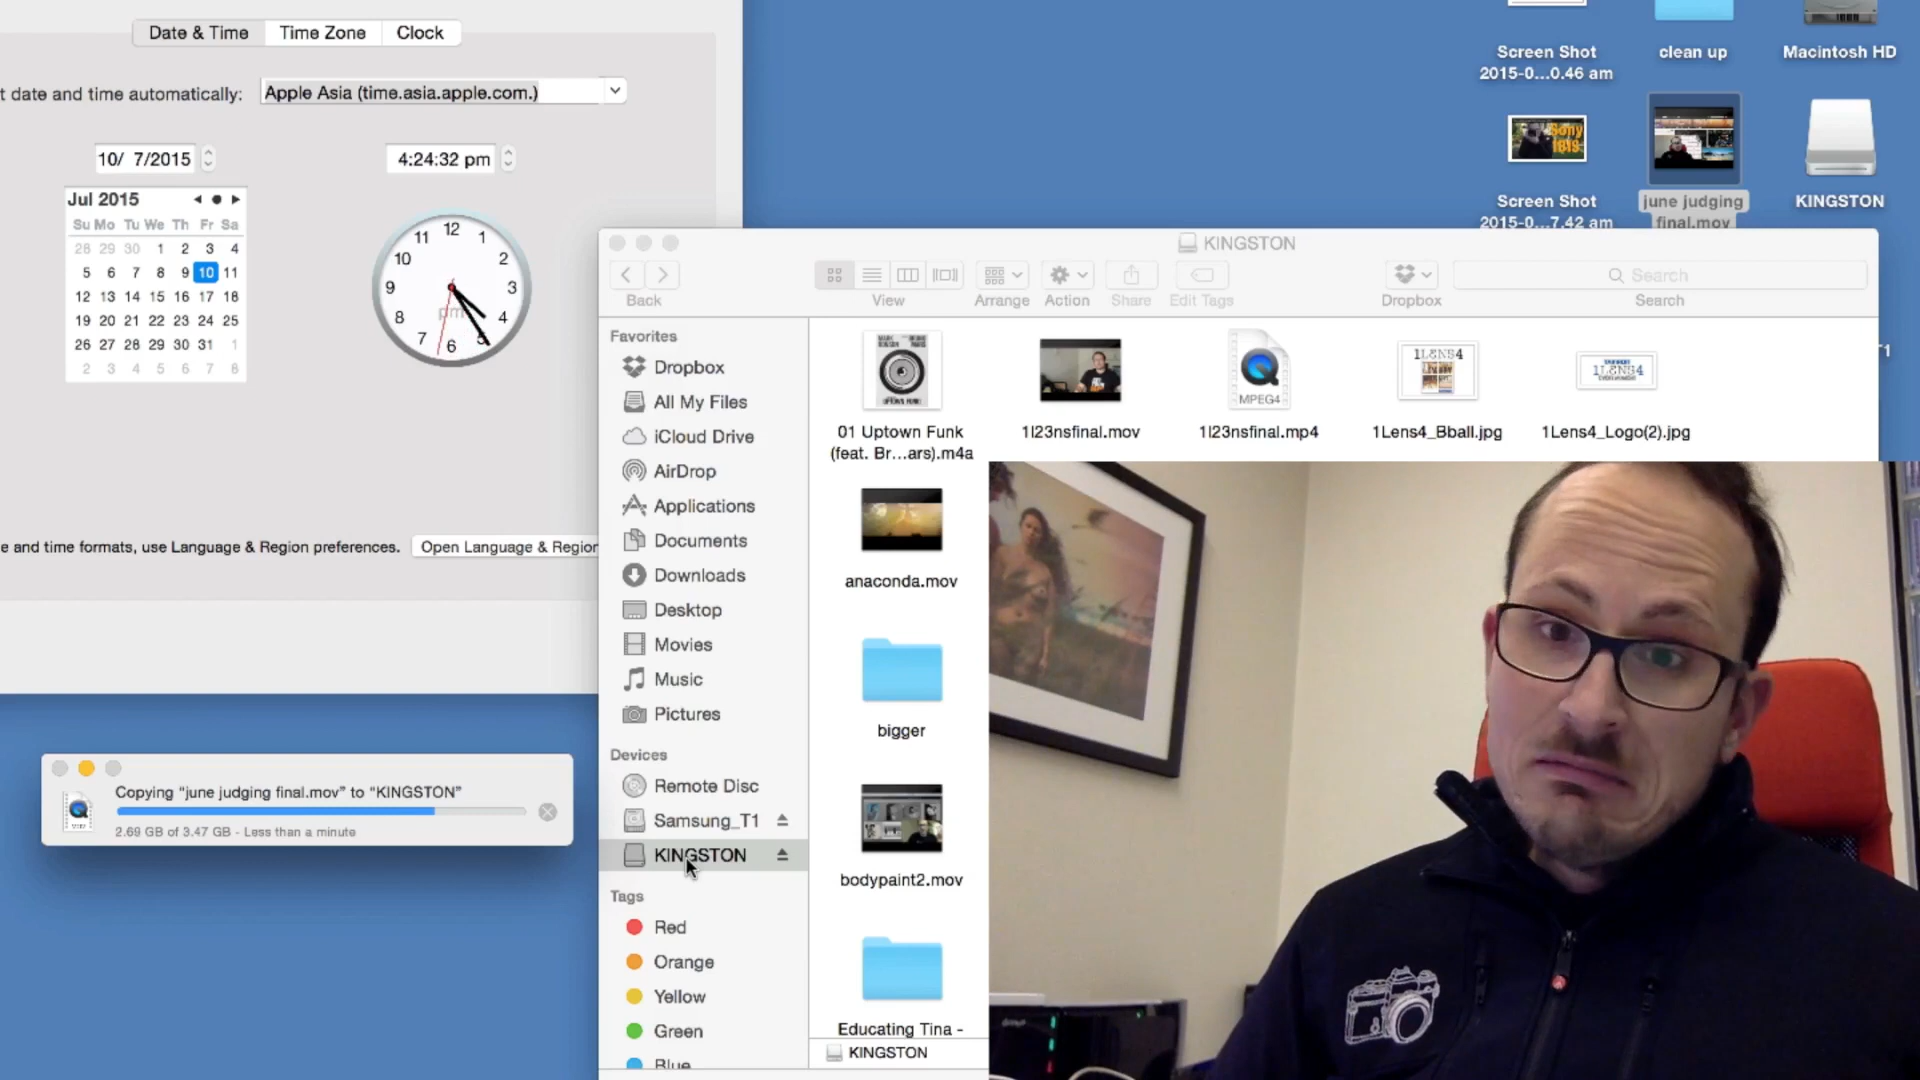 Date & Time
Time Zone
Clock
t date and time automatically:
Apple Asia (time.asia.apple.com.)
10/ 7/2015
4:24:32 pm
Jul 2015
Su Mo Tu We Th Fr Sa
28 29 30 1 2 3 4
5 6 7 8 9 10 11
12 13 14 15 16 17 18
19 20 21 22 23 24 25
26 27 28 29 30 31 1
2 3 4 5 6 7 8
12
1
2
3
4
5
6
7
8
9
10
11
pm
e and time formats, use Language & Region preferences.
Open Language & Region
Copying “june judging final.mov” to “KINGSTON”
2.69 GB of 3.47 GB - Less than a minute
Screen Shot
2015-0...0.46 am
clean up
Macintosh HD
Sony
Screen Shot
2015-0...7.42 am
june judging
final.mov
KINGSTON
T1
KINGSTON
Back
View
Arrange
Action
Share
Edit Tags
Dropbox
Search
Search
Favorites
Dropbox
All My Files
iCloud Drive
AirDrop
Applications
Documents
Downloads
Desktop
Movies
Music
Pictures
Devices
Remote Disc
Samsung_T1
KINGSTON
Tags
Red
Orange
Yellow
Green
Blue
UPTOWN FUNK
01 Uptown Funk
(feat. Br...ars).m4a
1l23nsfinal.mov
MPEG4
1l23nsfinal.mp4
1LENS4
1Lens4_Bball.jpg
1LENS4
1Lens4_Logo(2).jpg
anaconda.mov
bigger
bodypaint2.mov
Educating Tina -
KINGSTON